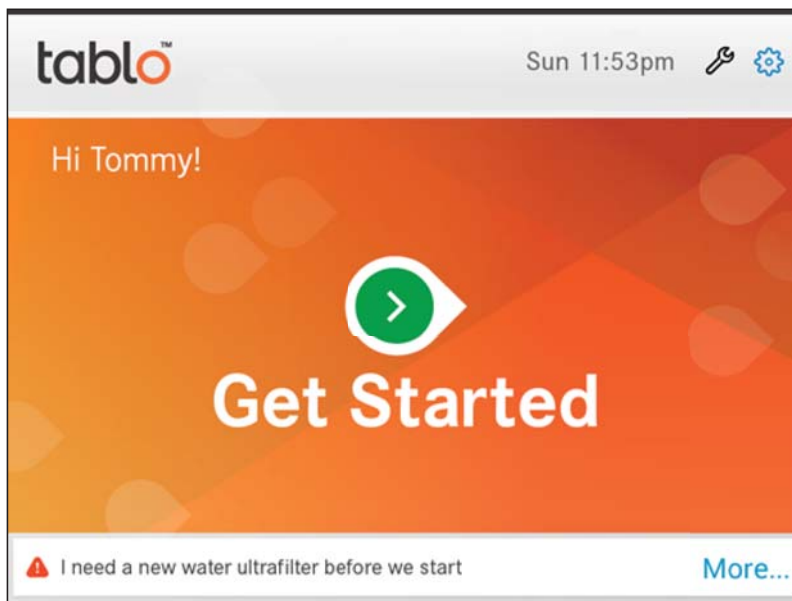 tablo™
Sun 11:53pm
Hi Tommy!
Get Started
I need a new water ultrafilter before we start
More...